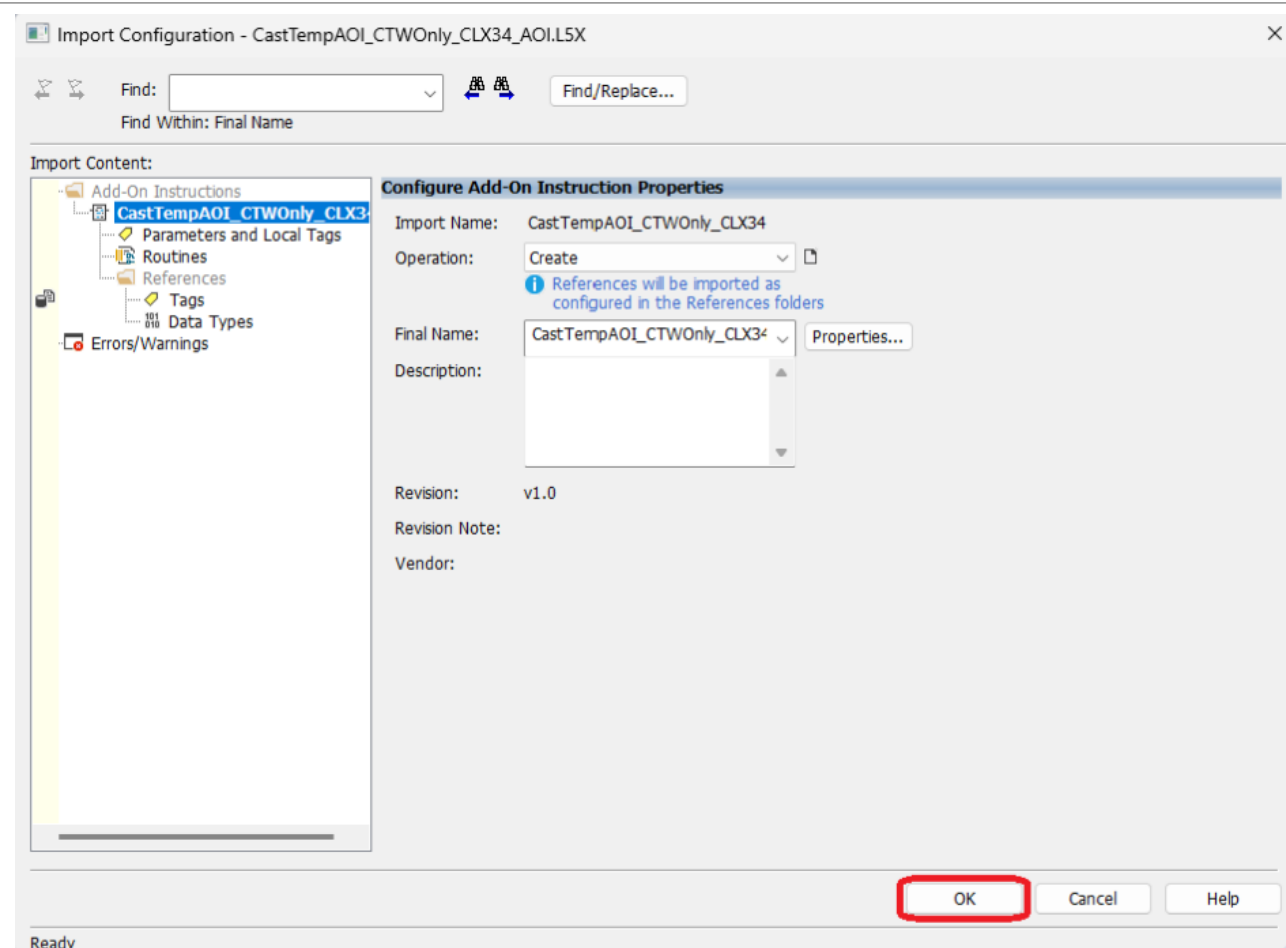 Import Configuration - CastTempAOI_CTWOnly_CLX34_AOI.L5X
Find:
Find/Replace...
Find Within: Final Name
Import Content:
Add-On Instructions
CastTempAOI_CTWOnly_CLX3
Parameters and Local Tags
Routines
References
Tags
Data Types
Errors/Warnings
Configure Add-On Instruction Properties
Import Name: CastTempAOI_CTWOnly_CLX34
Operation: Create
References will be imported as
configured in the References folders
Final Name: CastTempAOI_CTWOnly_CLX34 Properties...
Description:
Revision: v1.0
Revision Note:
Vendor:
OK Cancel Help
Ready